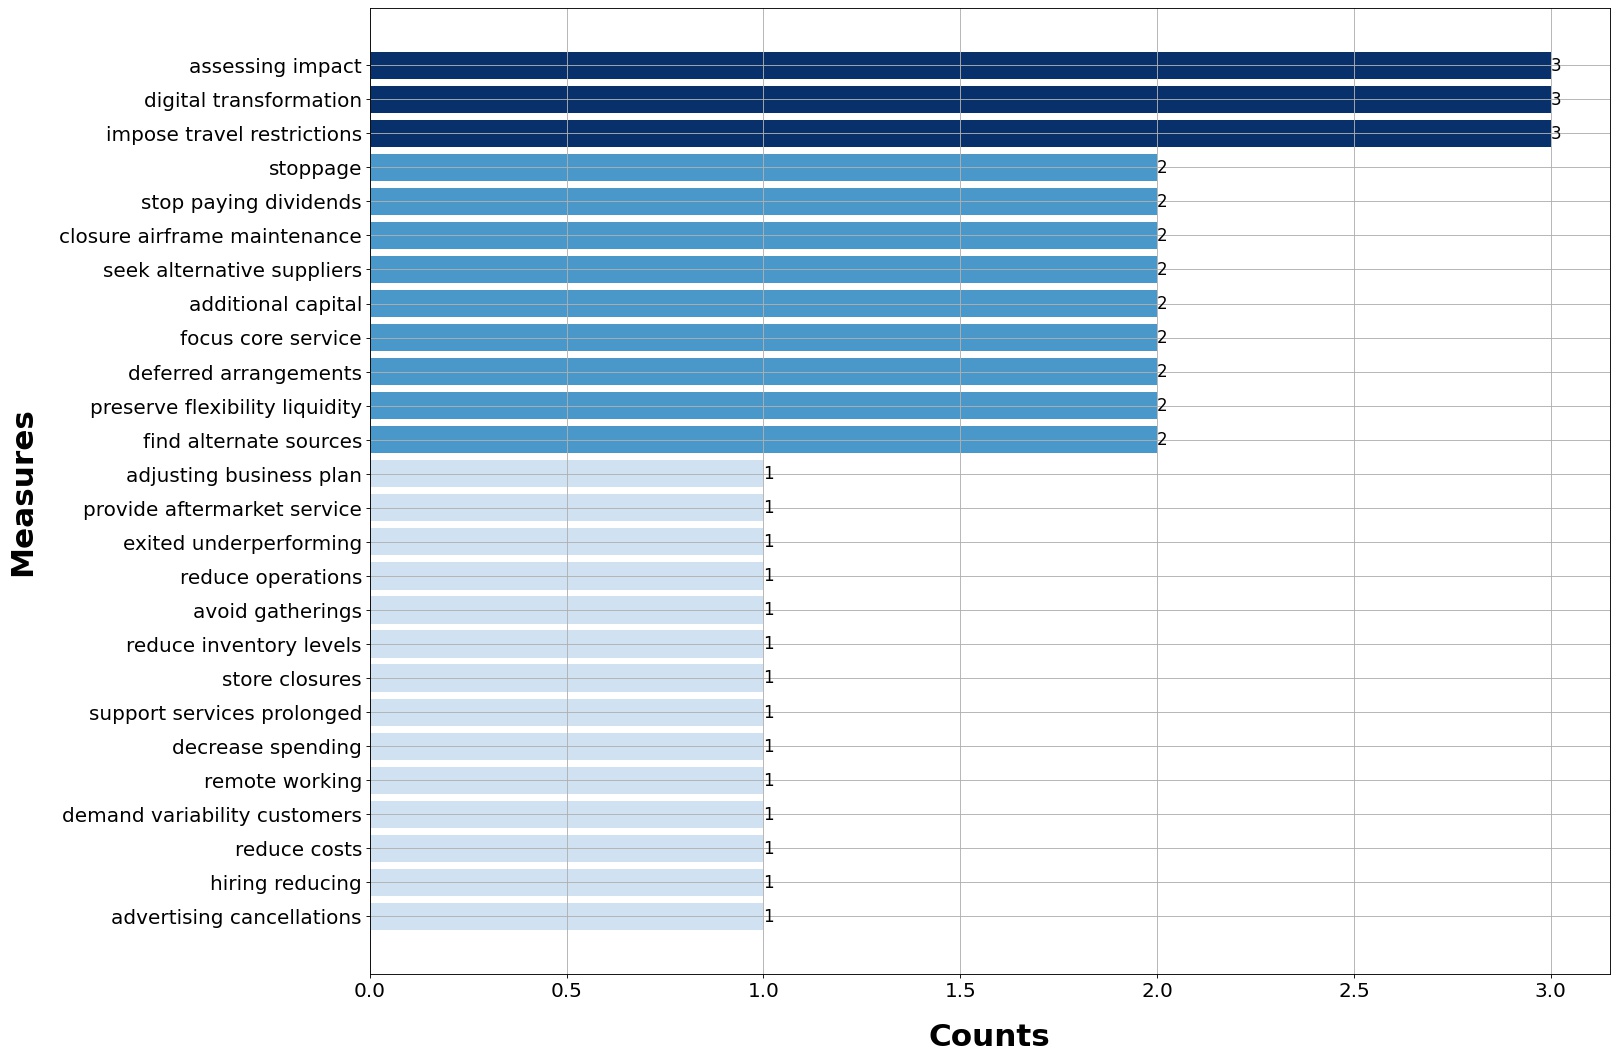 assessing impact 3
digital transformation 3
impose travel restrictions 3
stoppage 2
stop paying dividends 2
closure airframe maintenance 2
seek alternative suppliers 2
additional capital 2
focus core service 2
deferred arrangements 2
preserve flexibility liquidity 2
find alternate sources 2
adjusting business plan 1
provide aftermarket service 1
exited underperforming 1
reduce operations 1
avoid gatherings 1
reduce inventory levels 1
store closures 1
support services prolonged 1
decrease spending 1
remote working 1
demand variability customers 1
reduce costs 1
hiring reducing 1
advertising cancellations 1
Measures
0.0 0.5 1.0 1.5 2.0 2.5 3.0
Counts